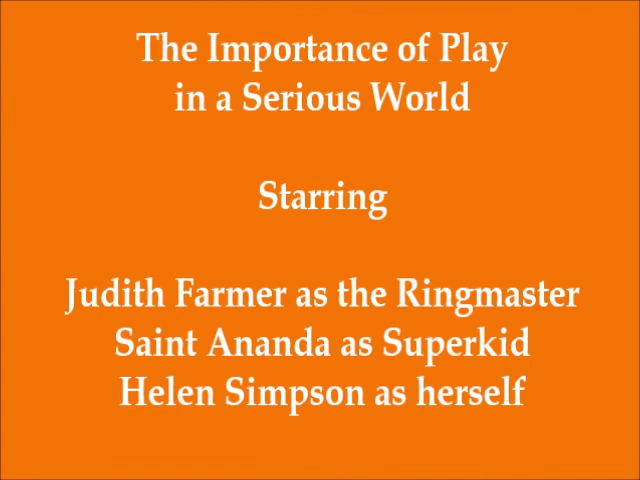 The Importance of Play
in a Serious World
Starring
Judith Farmer as the Ringmaster
Saint Ananda as Superkid
Helen Simpson as herself